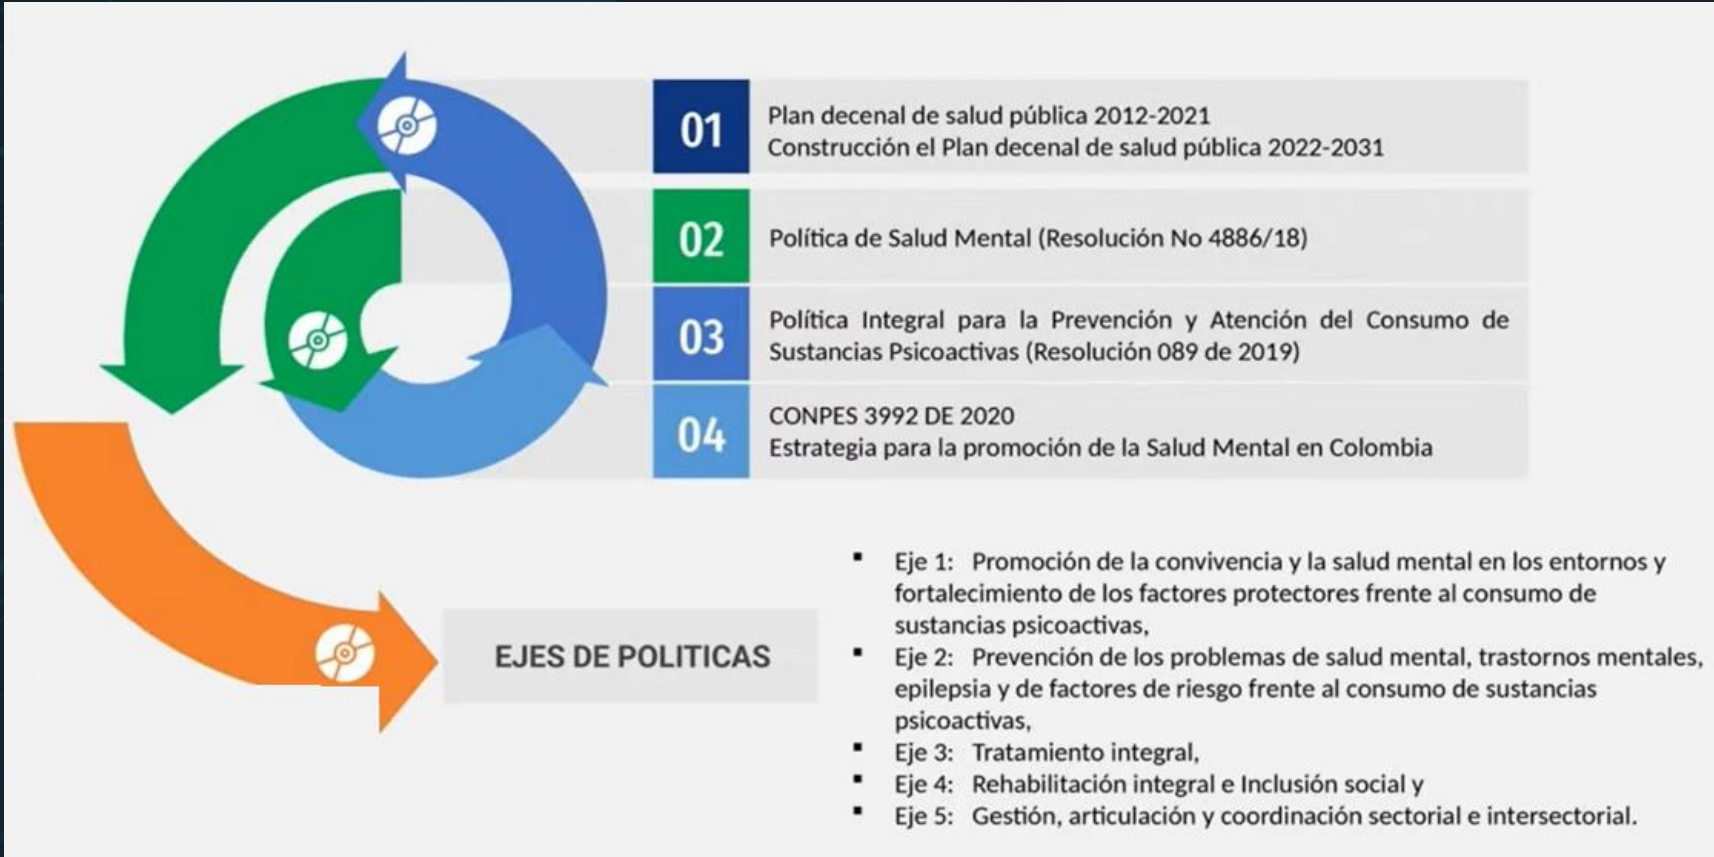 01
Plan decenal de salud pública 2012-2021
Construcción el Plan decenal de salud pública 2022-2031
02
Política de Salud Mental (Resolución No 4886/18)
03
Política Integral para la Prevención y Atención del Consumo de
Sustancias Psicoactivas (Resolución 089 de 2019)
04
CONPES 3992 DE 2020
Estrategia para la promoción de la Salud Mental en Colombia
EJES DE POLITICAS
▪ Eje 1: Promoción de la convivencia y la salud mental en los entornos y
fortalecimiento de los factores protectores frente al consumo de
sustancias psicoactivas,
▪ Eje 2: Prevención de los problemas de salud mental, trastornos mentales,
epilepsia y de factores de riesgo frente al consumo de sustancias
psicoactivas,
▪ Eje 3: Tratamiento integral,
▪ Eje 4: Rehabilitación integral e Inclusión social y
▪ Eje 5: Gestión, articulación y coordinación sectorial e intersectorial.